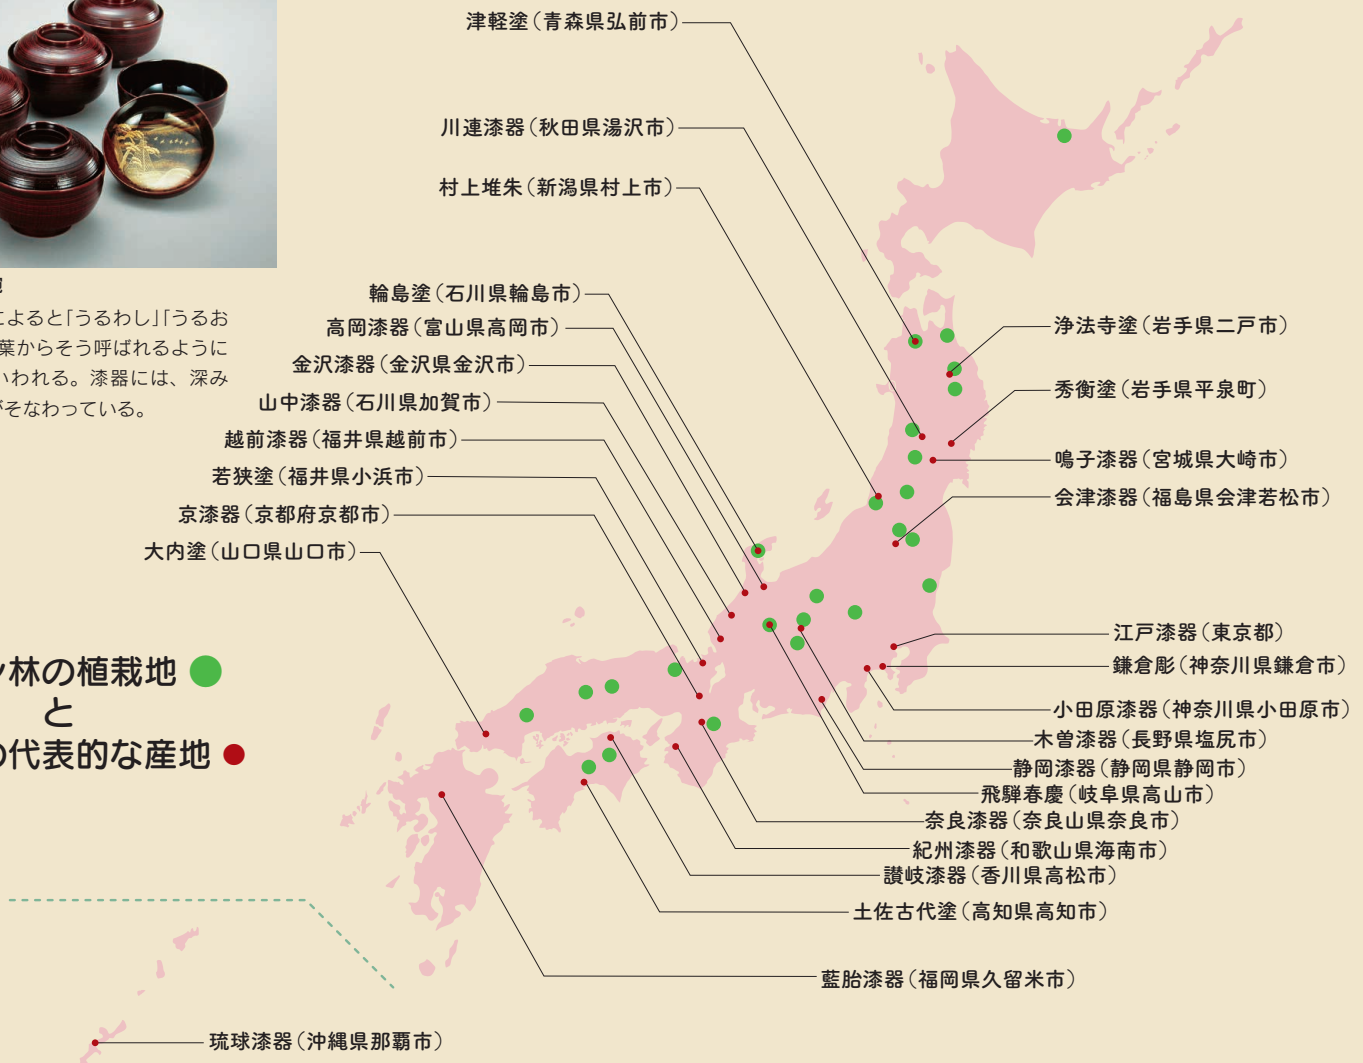 津軽塗（青森県弘前市）
川連漆器（秋田県湯沢市）
村上堆朱（新潟県村上市）
輪島塗（石川県輪島市）
高岡漆器（富山県高岡市）
金沢漆器（金沢県金沢市）
山中漆器（石川県加賀市）
越前漆器（福井県越前市）
若狭塗（福井県小浜市）
京漆器（京都府京都市）
大内塗（山口県山口市）
によると「うるわし」「うるお
葉からそう呼ばれるように
いわれる。漆器には、深み
がそなわっている。
浄法寺塗（岩手県二戸市）
秀衡塗（岩手県平泉町）
鳴子漆器（宮城県大崎市）
会津漆器（福島県会津若松市）
江戸漆器（東京都）
鎌倉彫（神奈川県鎌倉市）
小田原漆器（神奈川県小田原市）
木曽漆器（長野県塩尻市）
静岡漆器（静岡県静岡市）
飛騨春慶（岐阜県高山市）
奈良漆器（奈良山県奈良市）
紀州漆器（和歌山県海南市）
讃岐漆器（香川県高松市）
土佐古代塗（高知県高知市）
藍胎漆器（福岡県久留米市）
琉球漆器（沖縄県那覇市）
林の植栽地
と
の代表的な産地